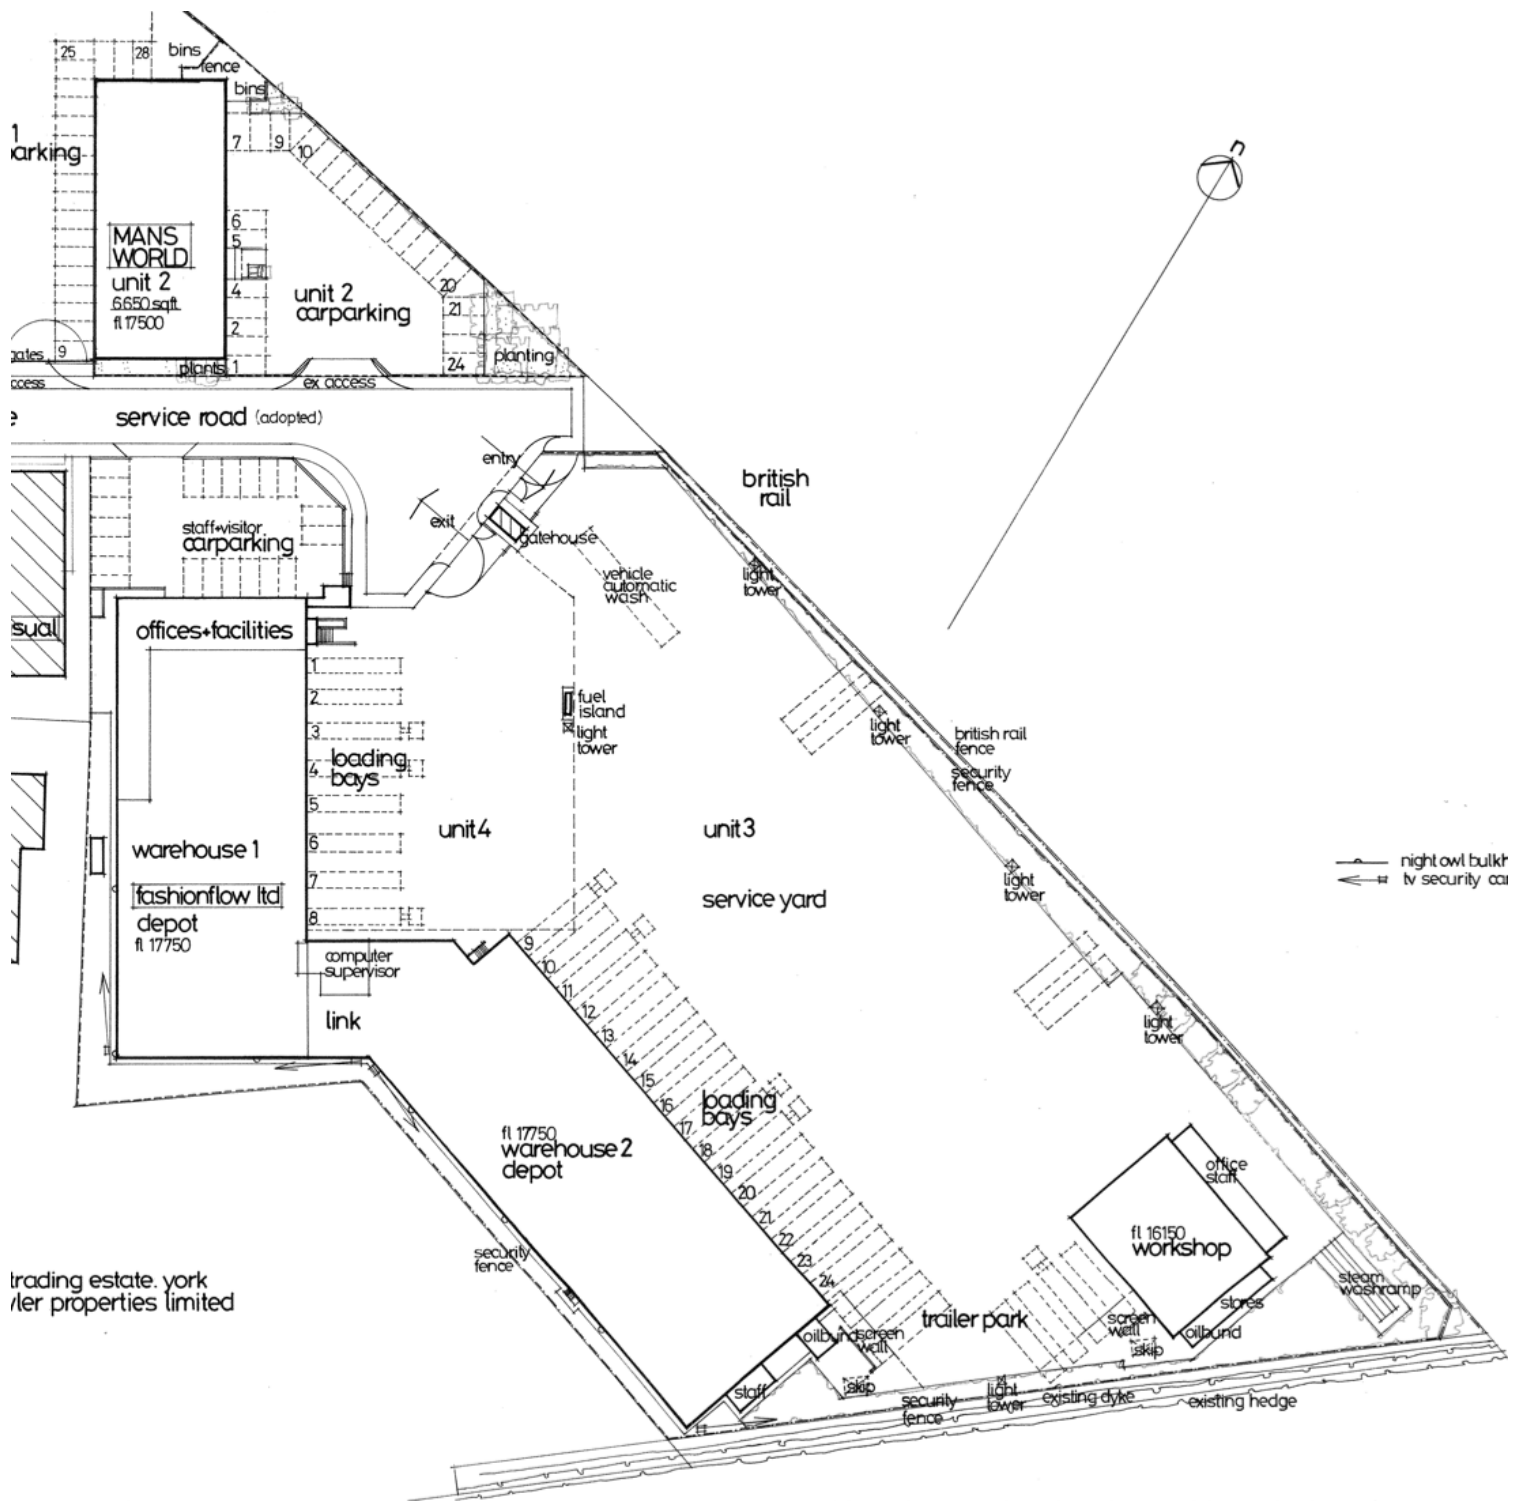 25
28
bins
fence
bins
1
arking
7
9
10
6
5
4
2
1
MANS
WORLD
unit 2
6.650 sq.ft.
fl 17500
unit 2
carparking
20
21
24
planting
n
gates
9
plants
access
ex access
service road (adopted)
entry
exit
gatehouse
british
rail
staff+visitor
carparking
vehicle
automatic
wash
light
tower
sual
offices+facilities
1
2
3
4
5
6
7
8
loading
bays
fuel
island
light
tower
light
tower
british rail
fence
security
fence
unit 4
unit 3
service yard
warehouse 1
fashionflow ltd
depot
fl 17750
light
tower
night owl bulkh
tv security ca
computer
supervisor
link
9
10
11
12
13
14
15
16
17
18
19
20
21
22
23
24
loading
bays
light
tower
fl 17750
warehouse 2
depot
office
staff
fl 16150
workshop
security
fence
trading estate. york
ler properties limited
steam
washramp
stores
trailer park
screen
wall
oilbund
skip
oilbund
screen
wall
staff
skip
security
fence
light
tower
existing dyke
existing hedge